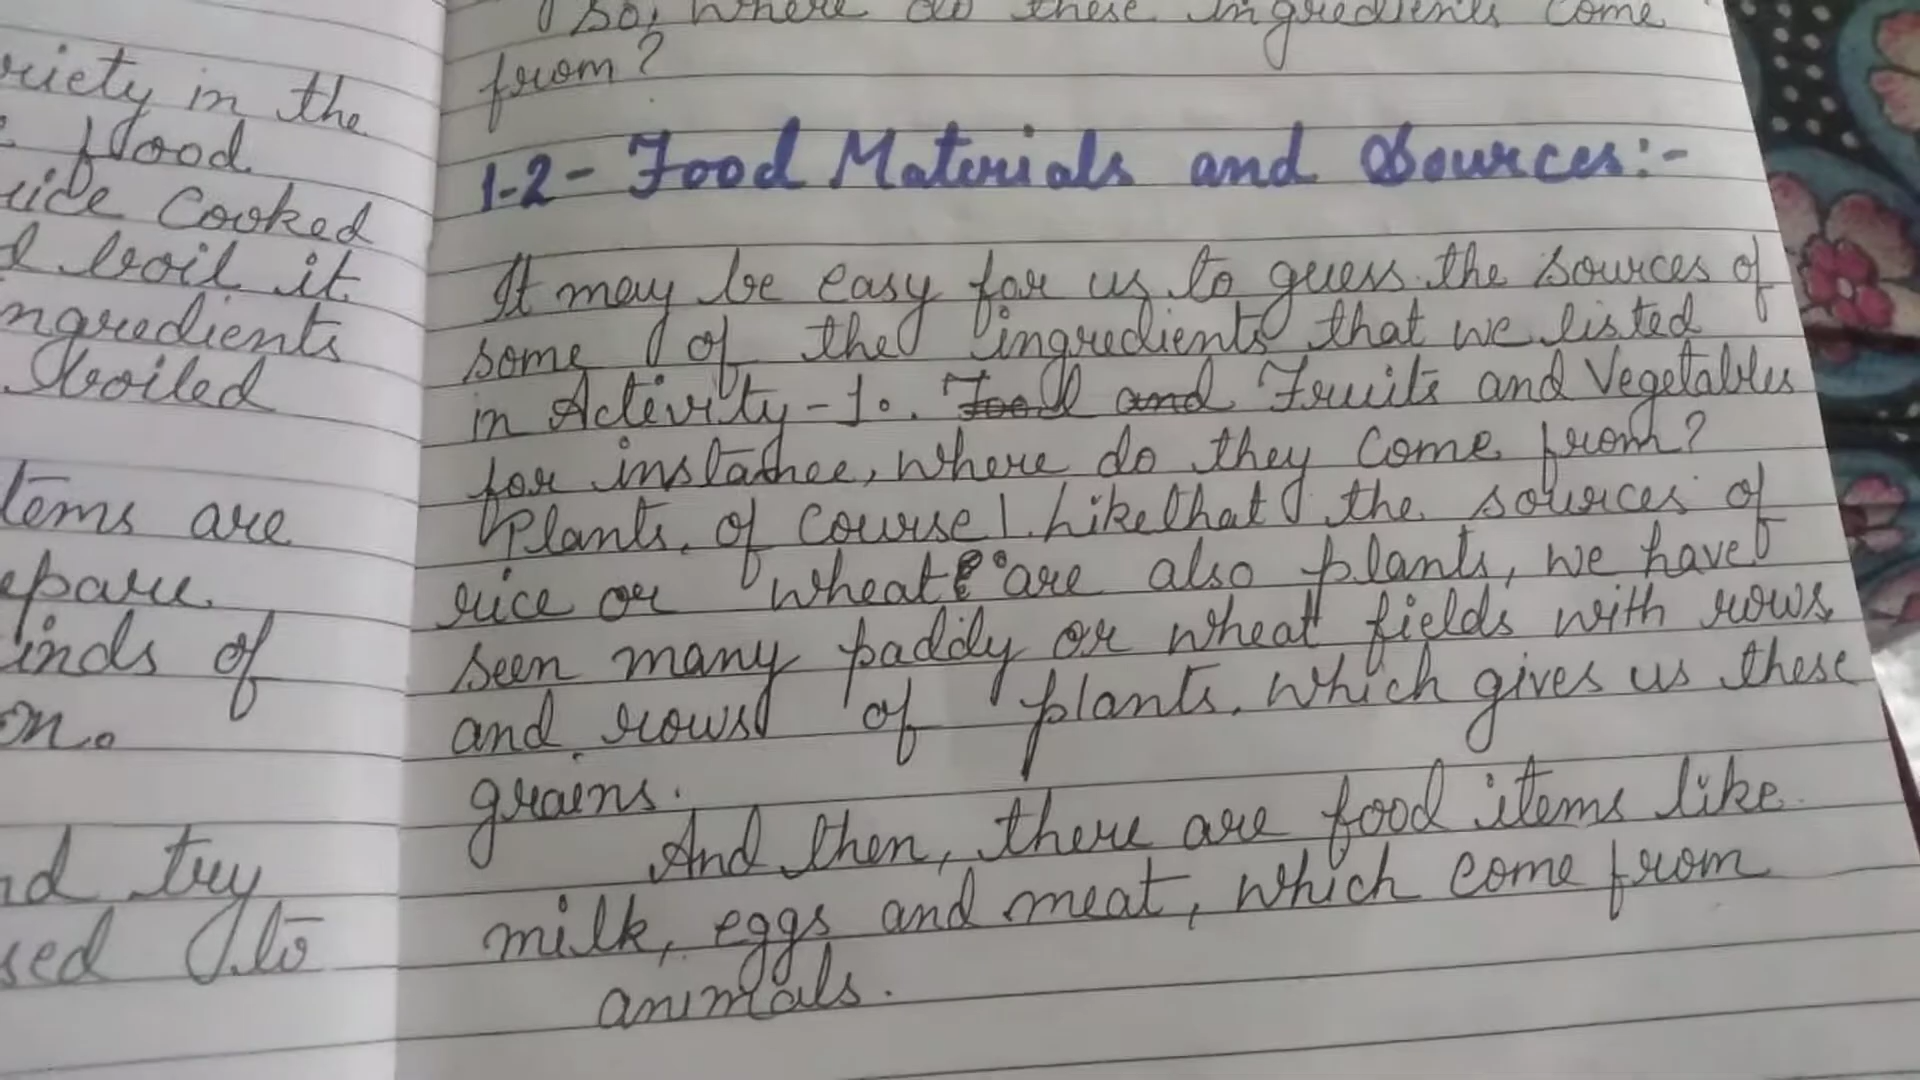 riety in the
food
rice cooked
d boil it.
ingredients
boiled
items are
epare
inds of
on.
nd try
sed to
So, where do these ingredients come
from?
1-2- Food Materials and Sources:-
It may be easy for us to guess the sources of
some of the ingredients that we listed
in Activity-1. Food and Fruits and Vegetables
for instance, where do they come from?
Plants, of course! Like that the sources of
rice or wheat are also plants, we have
seen many paddy or wheat fields with rows
and rows of plants, which gives us these
grains.
And then, there are food items like
milk, eggs and meat, which come from
animals.